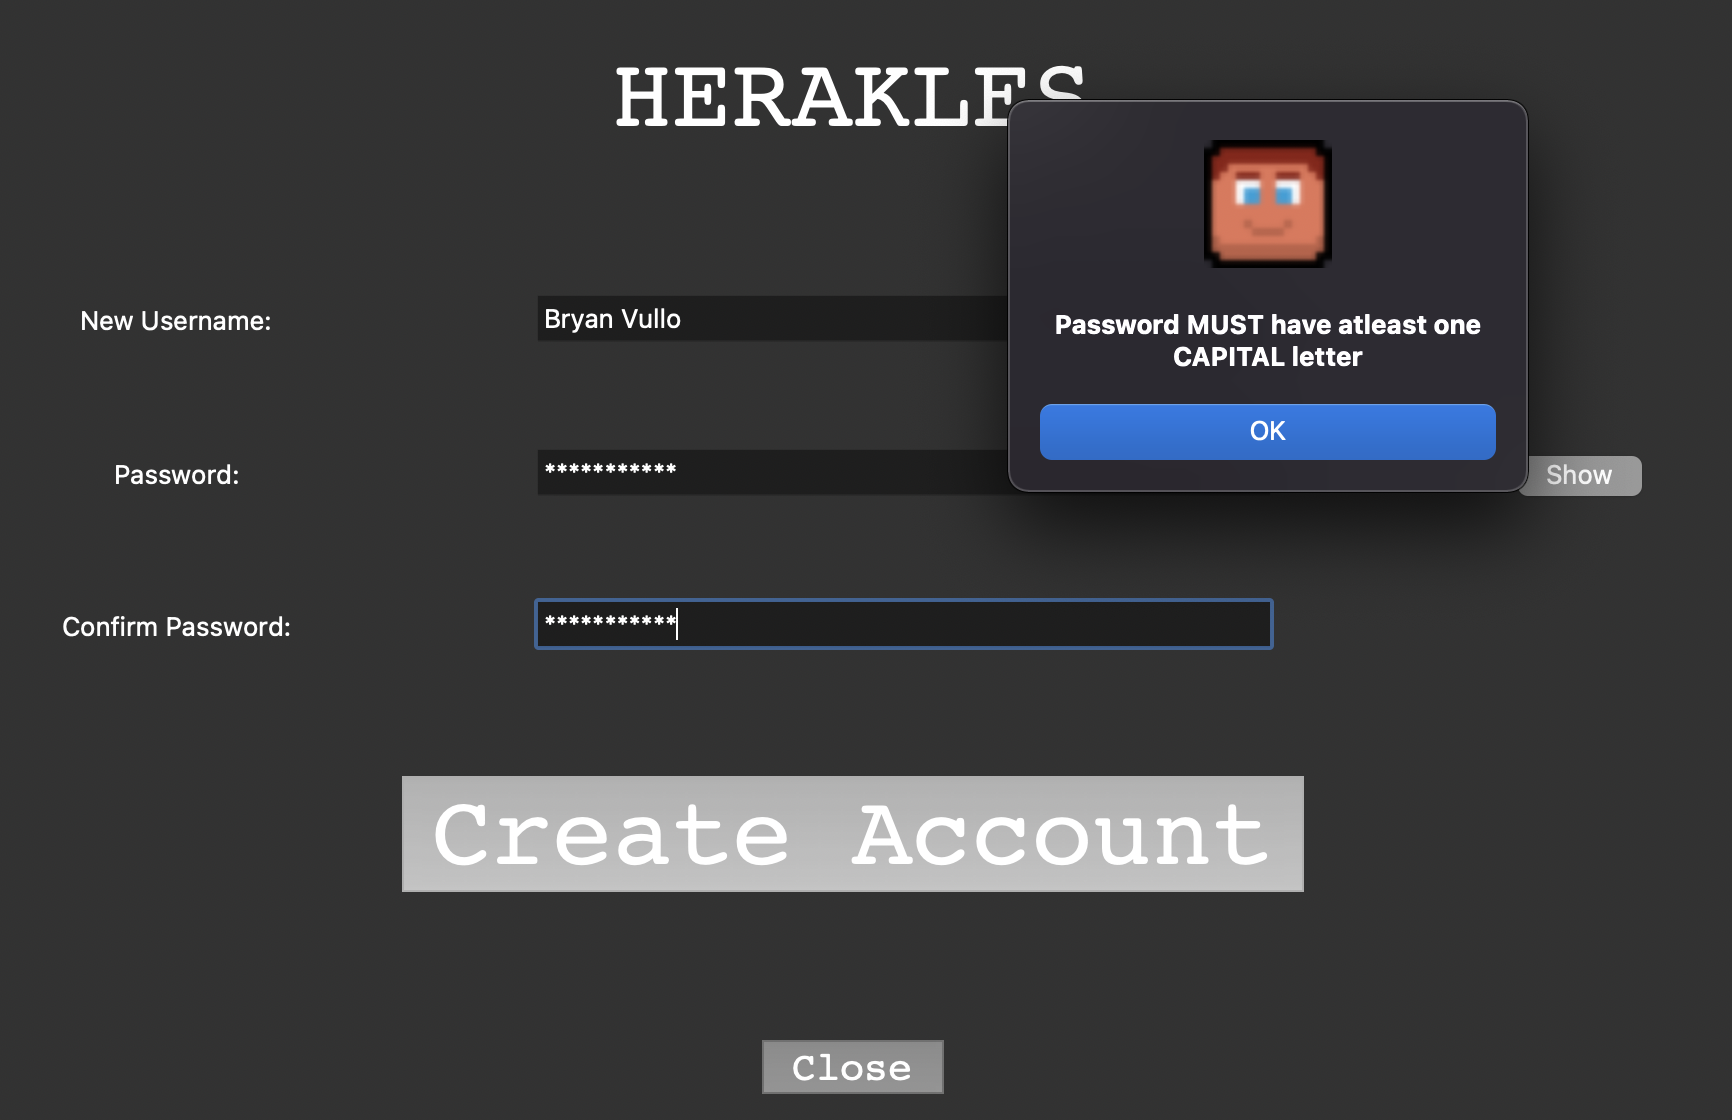 HERAKLES
New Username:
Bryan Vullo
Password MUST have atleast one
CAPITAL letter
OK
Password:
***********
Show
Confirm Password:
***********
Create Account
Close